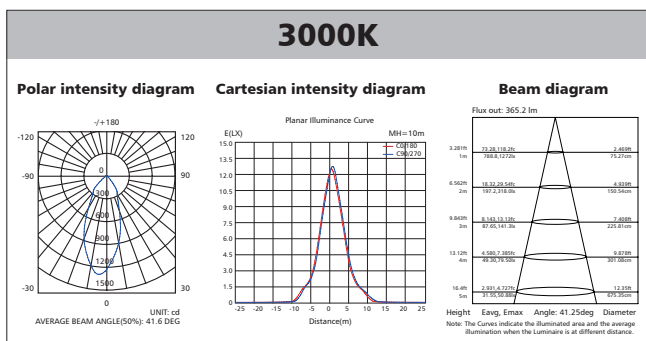 3000K
Polar intensity diagram
Cartesian intensity diagram
Beam diagram
-/+180
-120
120
-90
90
0
300
600
900
1200
1500
-30
30
0
UNIT: cd
AVERAGE BEAM ANGLE(50%): 41.6 DEG
Planar Illuminance Curve
E(LX)
MH=10m
C0/180
C90/270
15.0
13.5
12.0
10.5
9.0
7.5
6.0
4.5
3.0
1.5
0
-25 -20 -15 -10 -5 0 5 10 15 20 26
Distance(m)
Flux out: 365.2 lm
3.281ft 73.28,118.2fc 2.469ft
1m 788.8,1272lx 75.27cm
6.562ft 18.32,29.54fc 4.939ft
2m 197.2,318.0lx 150.54cm
9.843ft 8.143,13.13fc 7.408ft
3m 87.65,141.3lx 225.81cm
13.12ft 4.580,7.385fc 9.878ft
4m 49.30,79.50lx 301.08cm
16.4ft 2.931,4.727fc 12.35ft
5m 31.55,50.88lx 675.35cm
Height Eavg, Emax Angle: 41.25deg Diameter
Note: The Curves indicate the illuminated area and the average
illumination when the Luminaire is at different distance.